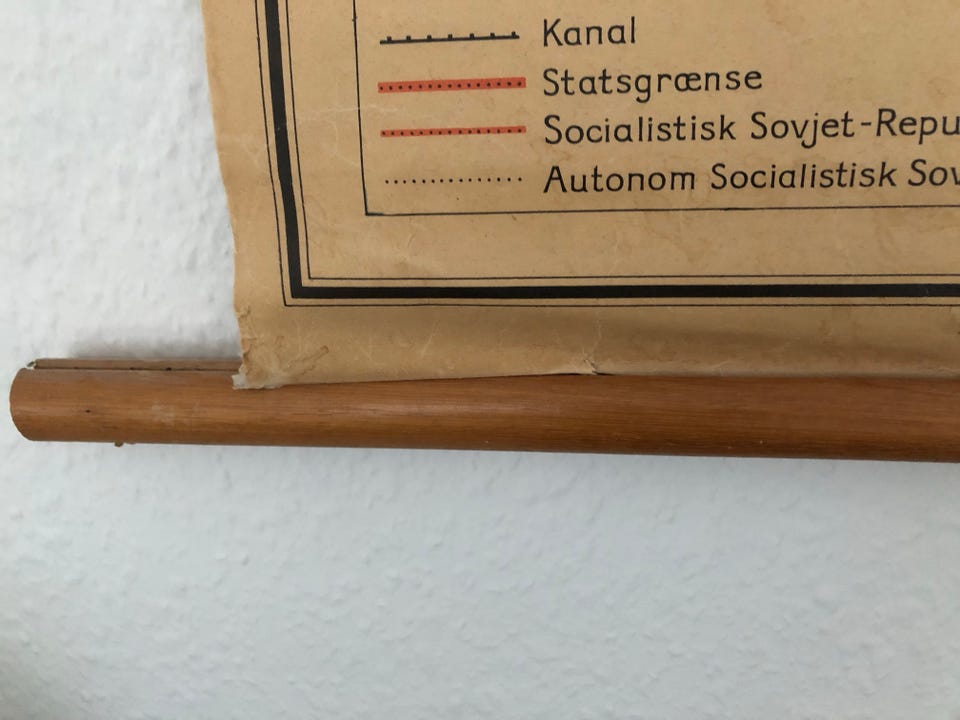 Kanal
Statsgrænse
Socialistisk Sovjet-Repu
Autonom Socialistisk Sov